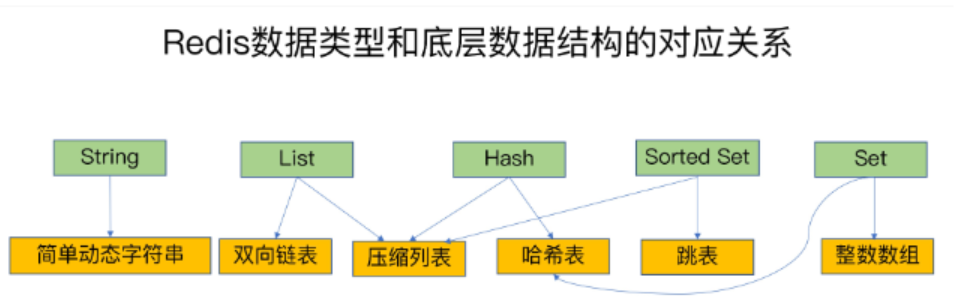 Redis数据类型和底层数据结构的对应关系
String
List
Hash
Sorted Set
Set
简单动态字符串
双向链表
压缩列表
哈希表
跳表
整数数组